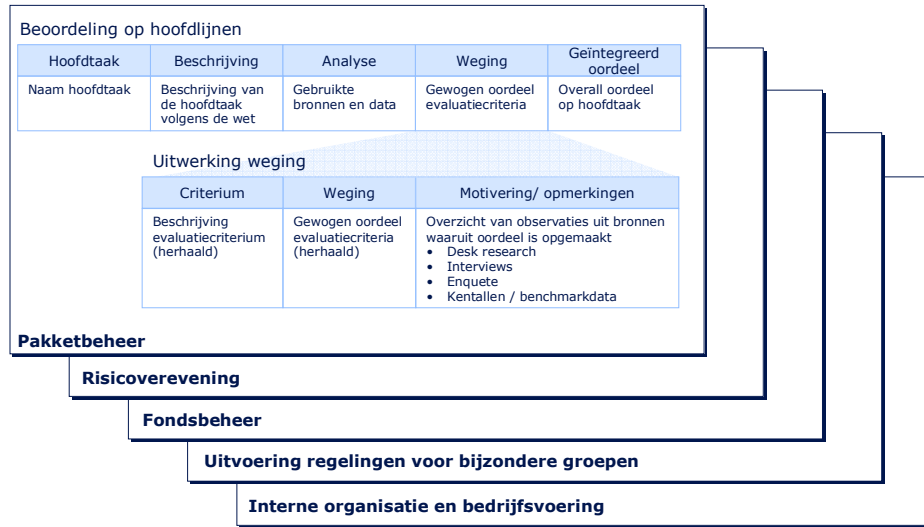 Beoordeling op hoofdlijnen
Hoofdtaak
Beschrijving
Analyse
Weging
Geïntegreerd
oordeel
Naam hoofdtaak
Beschrijving van
de hoofdtaak
volgens de wet
Gebruikte
bronnen en data
Gewogen oordeel
evaluatiecriteria
Overall oordeel
op hoofdtaak
Uitwerking weging
Criterium
Weging
Motivering/ opmerkingen
Beschrijving
evaluatiecriterium
(herhaald)
Gewogen oordeel
evaluatiecriteria
(herhaald)
Overzicht van observaties uit bronnen
waaruit oordeel is opgemaakt
• Desk research
• Interviews
• Enquete
• Kentallen / benchmarkdata
Pakketbeheer
Risicoverevening
Fondsbeheer
Uitvoering regelingen voor bijzondere groepen
Interne organisatie en bedrijfsvoering